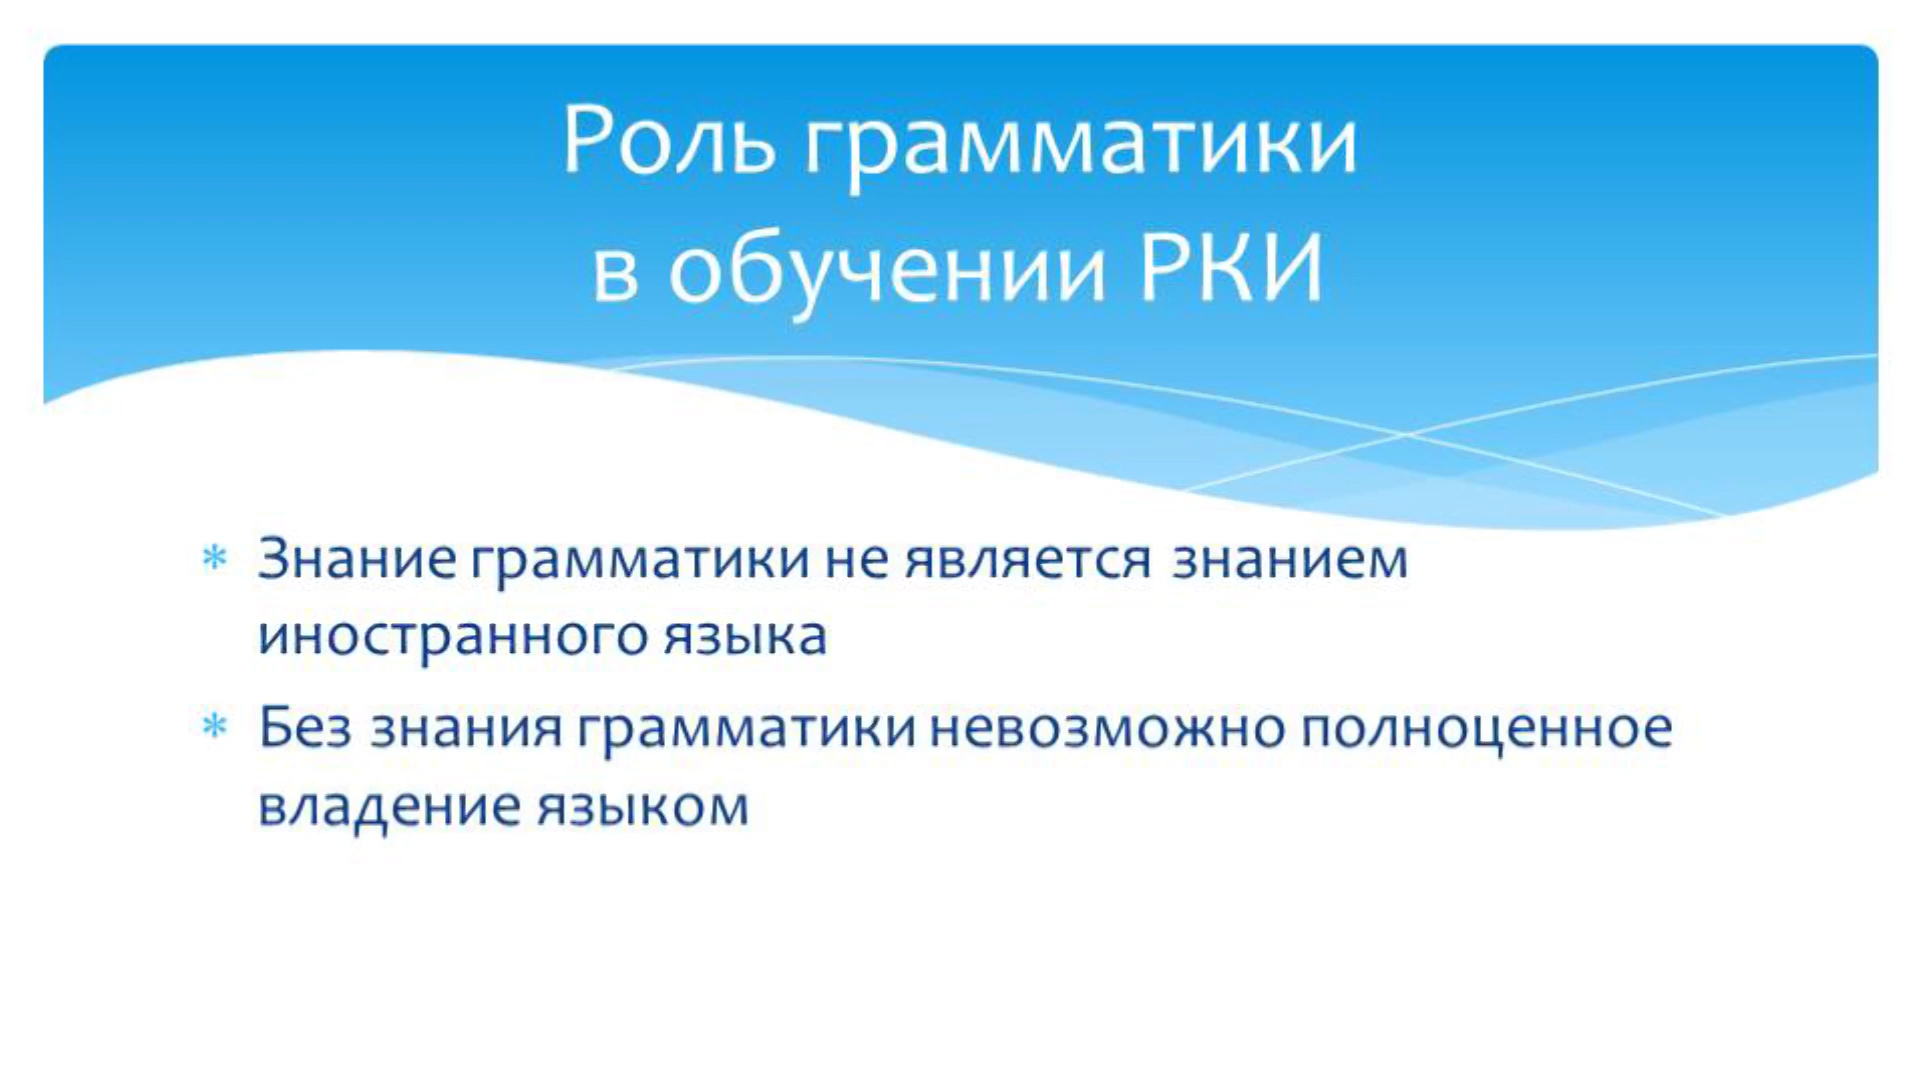 Роль грамматики
в обучении РКИ
* Знание грамматики не является знанием
иностранного языка
* Без знания грамматики невозможно полноценное
владение языком